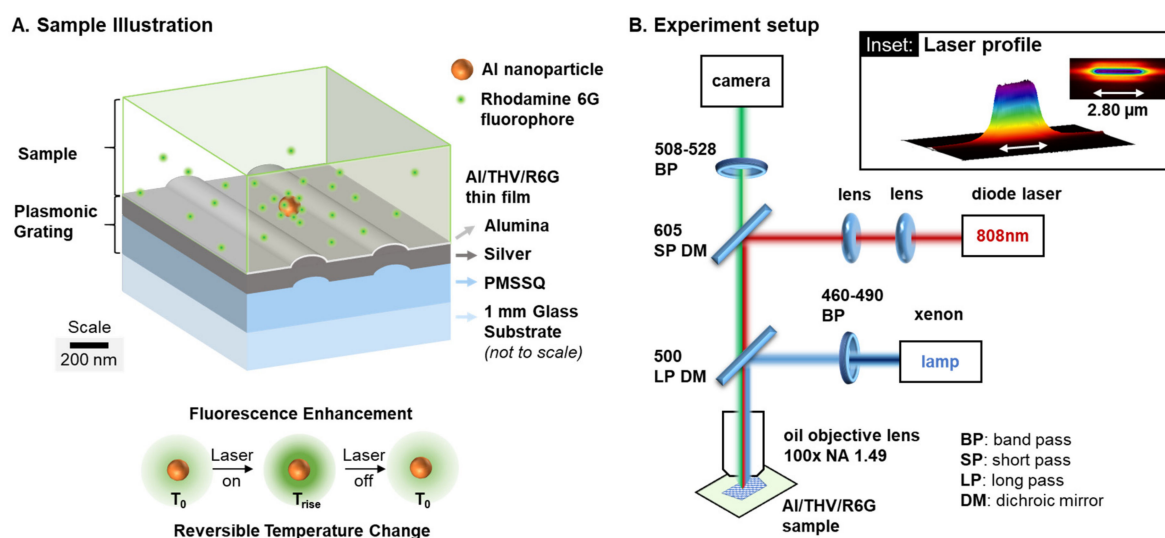 A. Sample Illustration
Al nanoparticle
Rhodamine 6G
fluorophore
Sample
Plasmonic
Grating
Al/THV/R6G
thin film
Alumina
Silver
PMSSQ
1 mm Glass
Substrate
(not to scale)
Scale
200 nm
Fluorescence Enhancement
Laser
on
Laser
off
T0
Trise
T0
Reversible Temperature Change
B. Experiment setup
Inset: Laser profile
2.80 µm
camera
508-528
BP
lens
lens
diode laser
605
SP DM
808nm
460-490
BP
xenon
500
LP DM
lamp
oil objective lens
100x NA 1.49
Al/THV/R6G
sample
BP: band pass
SP: short pass
LP: long pass
DM: dichroic mirror